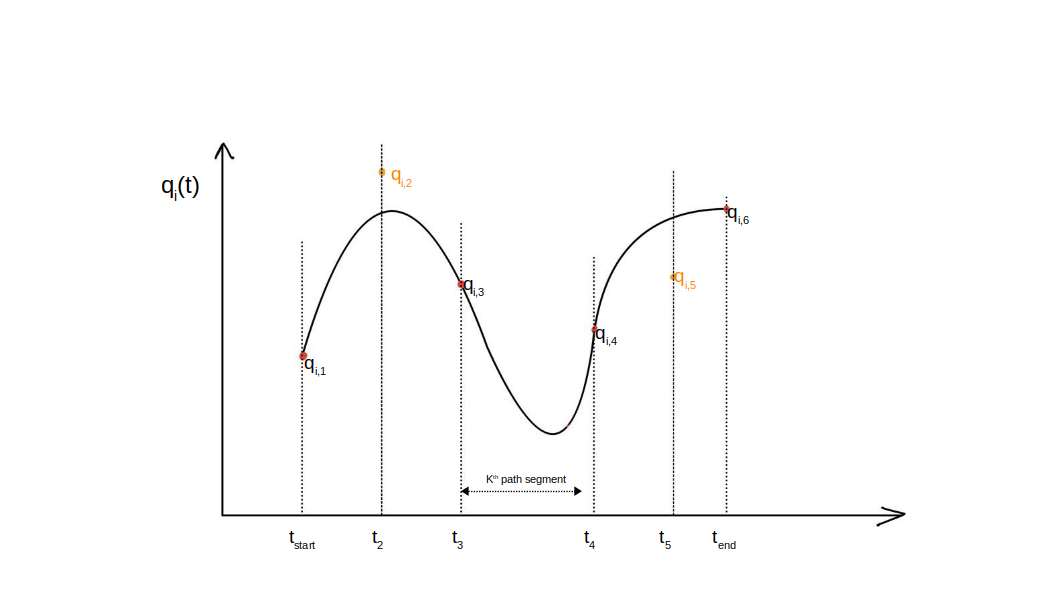 qi(t)
qi,2
qi,3
qi,6
qi,5
qi,4
qi,1
Kth path segment
tstart t2 t3 t4 t5 tend